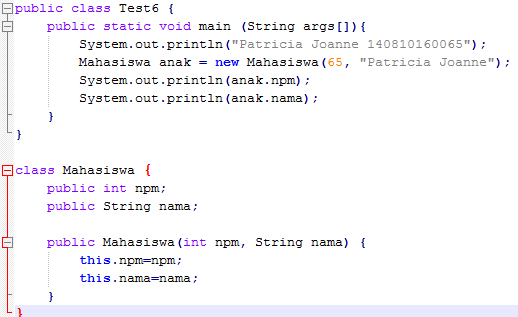 public class Test6 {
public static void main (String args[]){
System.out.println("Patricia Joanne 140810160065");
Mahasiswa anak = new Mahasiswa(65, "Patricia Joanne");
System.out.println(anak.npm);
System.out.println(anak.nama);
}
}
class Mahasiswa {
public int npm;
public String nama;
public Mahasiswa(int npm, String nama) {
this.npm=npm;
this.nama=nama;
}
}